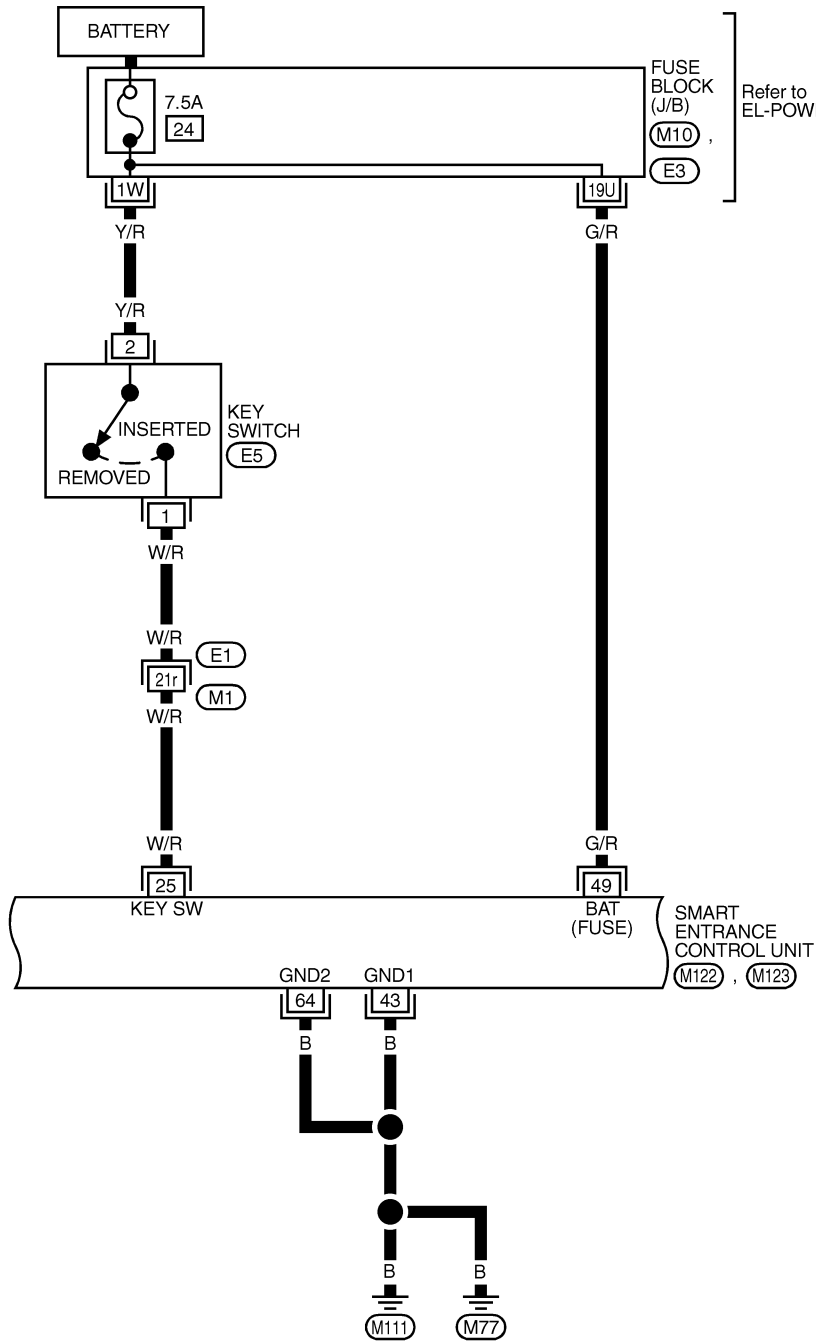 BATTERY
7.5A
24
FUSE
BLOCK
(J/B)
M10 ,
E3
Refer to
EL-POW
1W
19U
Y/R
G/R
Y/R
2
INSERTED
REMOVED
KEY
SWITCH
E5
1
W/R
W/R
E1
21r
M1
W/R
W/R
G/R
25
49
KEY SW
BAT
(FUSE)
SMART
ENTRANCE
CONTROL UNIT
M122 , M123
GND2
GND1
64
43
B
B
B
B
M111
M77